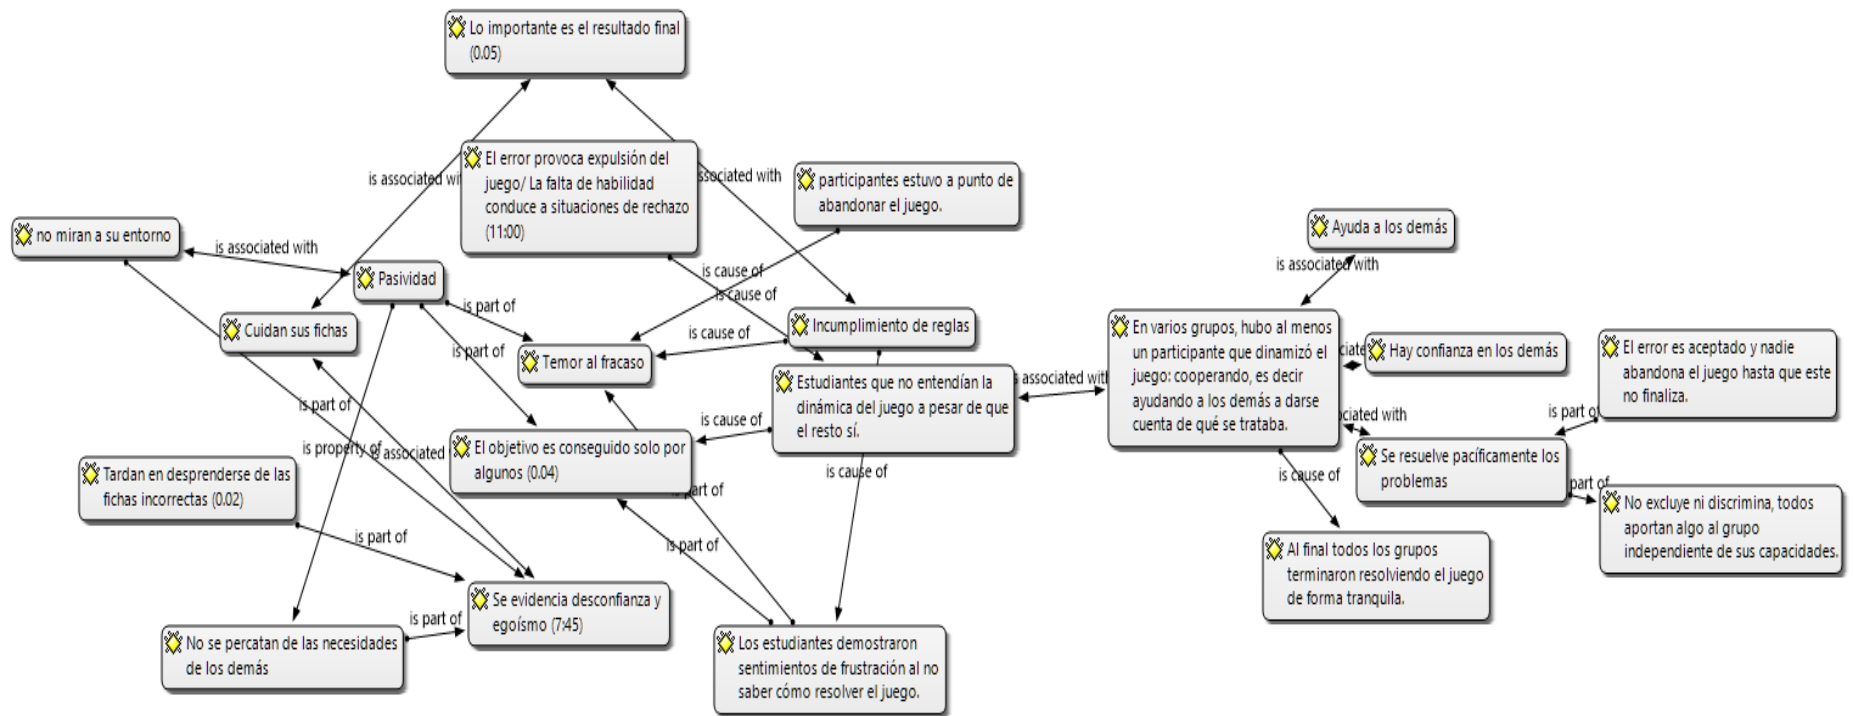 Lo importante es el resultado final
(0.05)
El error provoca expulsión del
juego/ La falta de habilidad
conduce a situaciones de rechazo
(11:00)
participantes estuvo a punto de
abandonar el juego.
no miran a su entorno
Pasividad
Cuidan sus fichas
Temor al fracaso
Incumplimiento de reglas
Estudiantes que no entendían la
dinámica del juego a pesar de que
el resto sí.
El objetivo es conseguido solo por
algunos (0.04)
Tardan en desprenderse de las
fichas incorrectas (0.02)
Se evidencia desconfianza y
egoísmo (7:45)
No se percatan de las necesidades
de los demás
Los estudiantes demostraron
sentimientos de frustración al no
saber cómo resolver el juego.
is associated with
is associated wi
ssociated with
is part of
is part of
is cause of
is cause of
is cause of
is cause of
is cause of
is part of
is property of
is associated
is part of
is part of
part of
is part of
is associated with
Ayuda a los demás
is associated with
En varios grupos, hubo al menos
un participante que dinamizó el
juego: cooperando, es decir
ayudando a los demás a darse
cuenta de qué se trataba.
Hay confianza en los demás
El error es aceptado y nadie
abandona el juego hasta que este
no finaliza.
ociated with
is part of
Se resuelve pacíficamente los
problemas
is cause of
part of
No excluye ni discrimina, todos
aportan algo al grupo
independiente de sus capacidades.
Al final todos los grupos
terminaron resolviendo el juego
de forma tranquila.